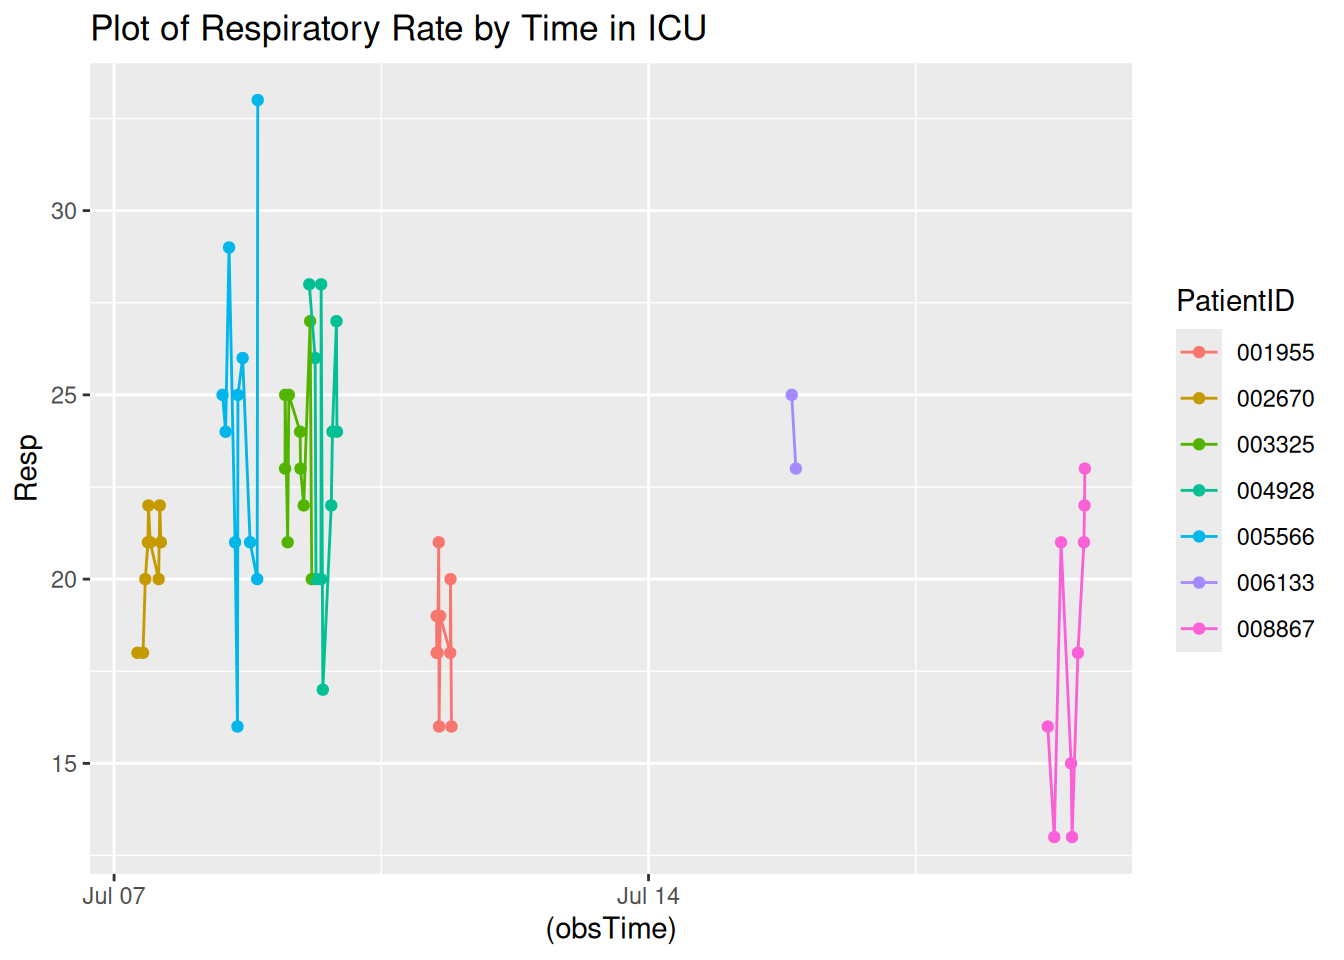 Plot of Respiratory Rate by Time in ICU
30
25
20
15
Resp
Jul 07
Jul 14
(obsTime)
PatientID
001955
002670
003325
004928
005566
006133
008867